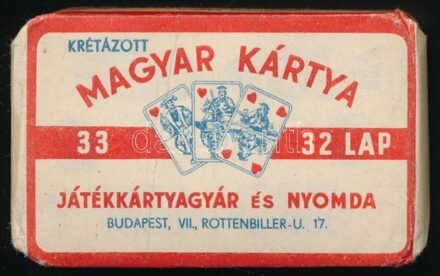 KRÉTÁZOTT
MAGYAR KÁRTYA
33 32 LAP
JÁTÉKKÁRTYAGYÁR ÉS NYOMDA
BUDAPEST, VII., ROTTENBILLER-U. 17.